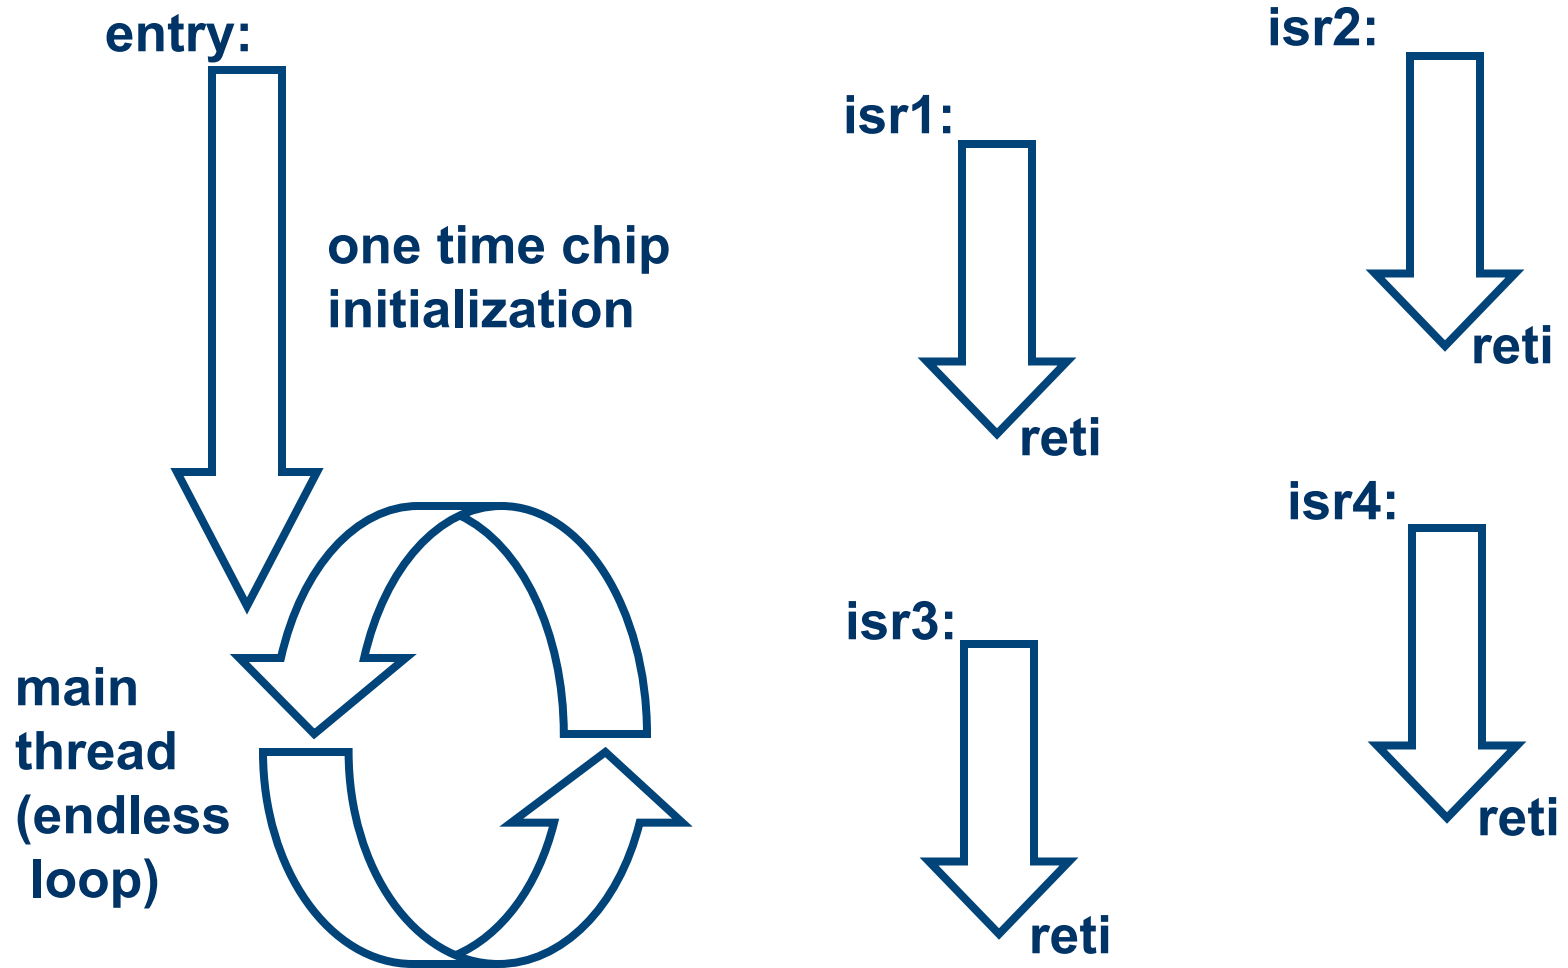 entry:
one time chip
initialization
main
thread
(endless
loop)
isr1:
reti
isr2:
reti
isr3:
reti
isr4:
reti